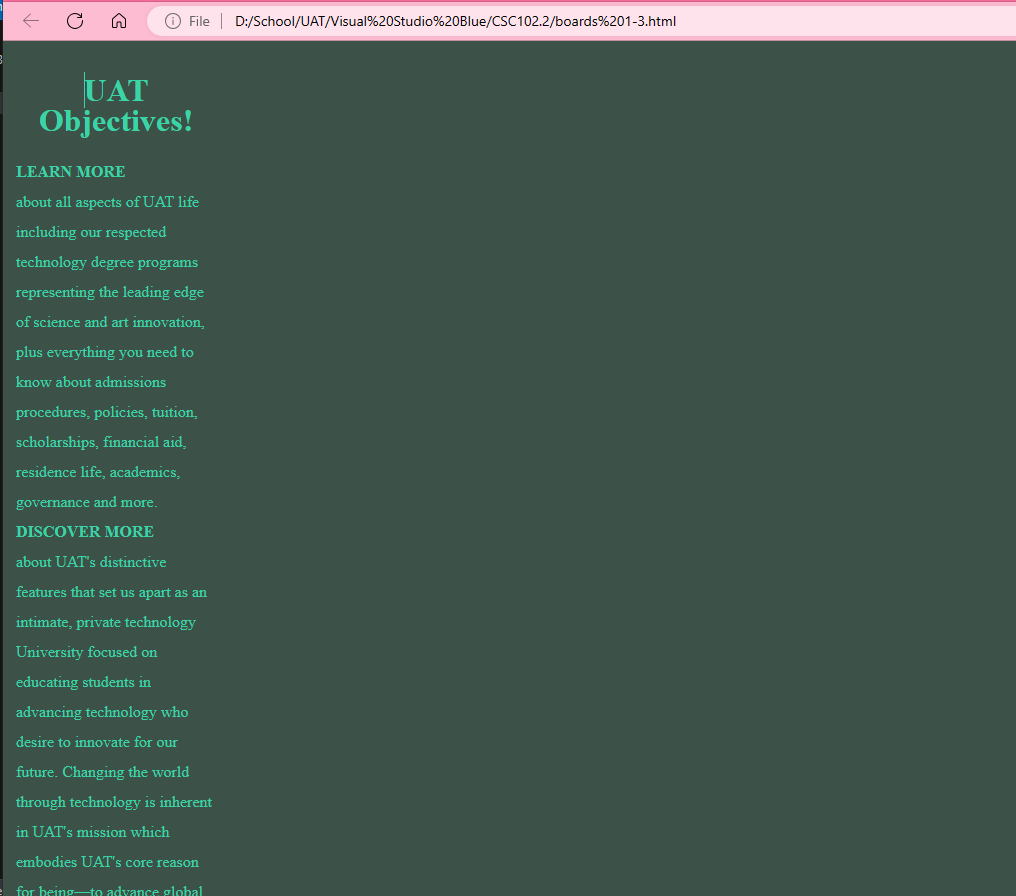 File
D:/School/UAT/Visual%20Studio%20Blue/CSC102.2/boards%201-3.html
UAT
Objectives!
LEARN MORE
about all aspects of UAT life
including our respected
technology degree programs
representing the leading edge
of science and art innovation,
plus everything you need to
know about admissions
procedures, policies, tuition,
scholarships, financial aid,
residence life, academics,
governance and more.
DISCOVER MORE
about UAT's distinctive
features that set us apart as an
intimate, private technology
University focused on
educating students in
advancing technology who
desire to innovate for our
future. Changing the world
through technology is inherent
in UAT's mission which
embodies UAT's core reason
for being—to advance global